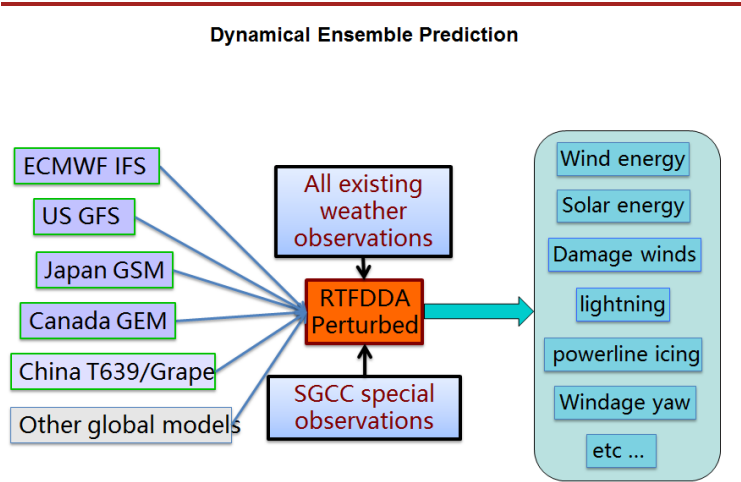 Dynamical Ensemble Prediction
ECMWF IFS
US GFS
Japan GSM
Canada GEM
China T639/Grape
Other global models
All existing
weather
observations
RTFDDA
Perturbed
SGCC special
observations
Wind energy
Solar energy
Damage winds
lightning
powerline icing
Windage yaw
etc ...